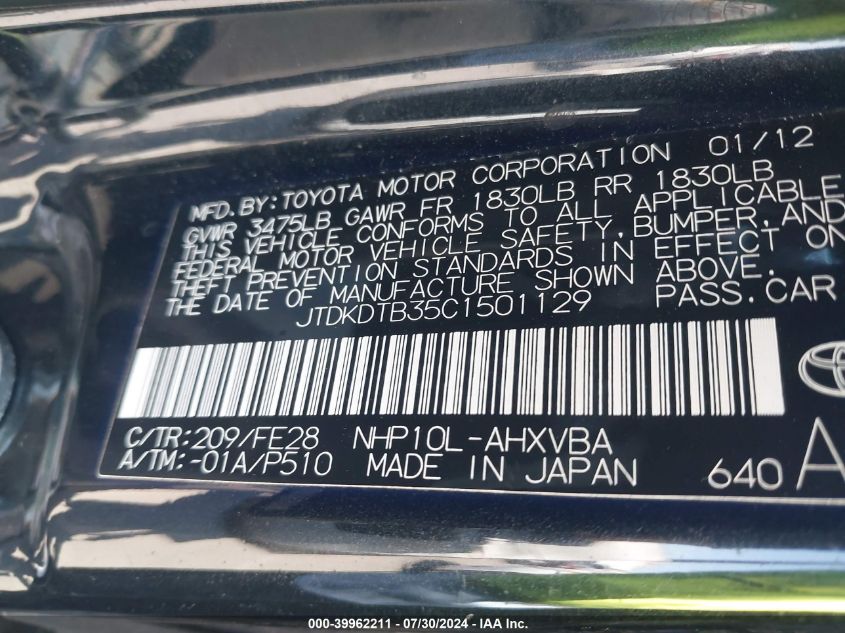 MFD.BY:TOYOTA MOTOR CORPORATION 01/12
GVWR 3475LB GAWR FR 1830LB RR 1830LB
THIS VEHICLE CONFORMS TO ALL APPLICABLE
FEDERAL MOTOR VEHICLE SAFETY,BUMPER,AND
THEFT PREVENTION STANDARDS IN EFFECT ON
THE DATE OF MANUFACTURE SHOWN ABOVE.
JTDKDTB35C1501129 PASS.CAR
C/TR:209/FE28 NHP10L-AHXVBA
A/TM:-01A/P510 MADE IN JAPAN 640 A
000-39962211 - 07/30/2024 - IAA Inc.